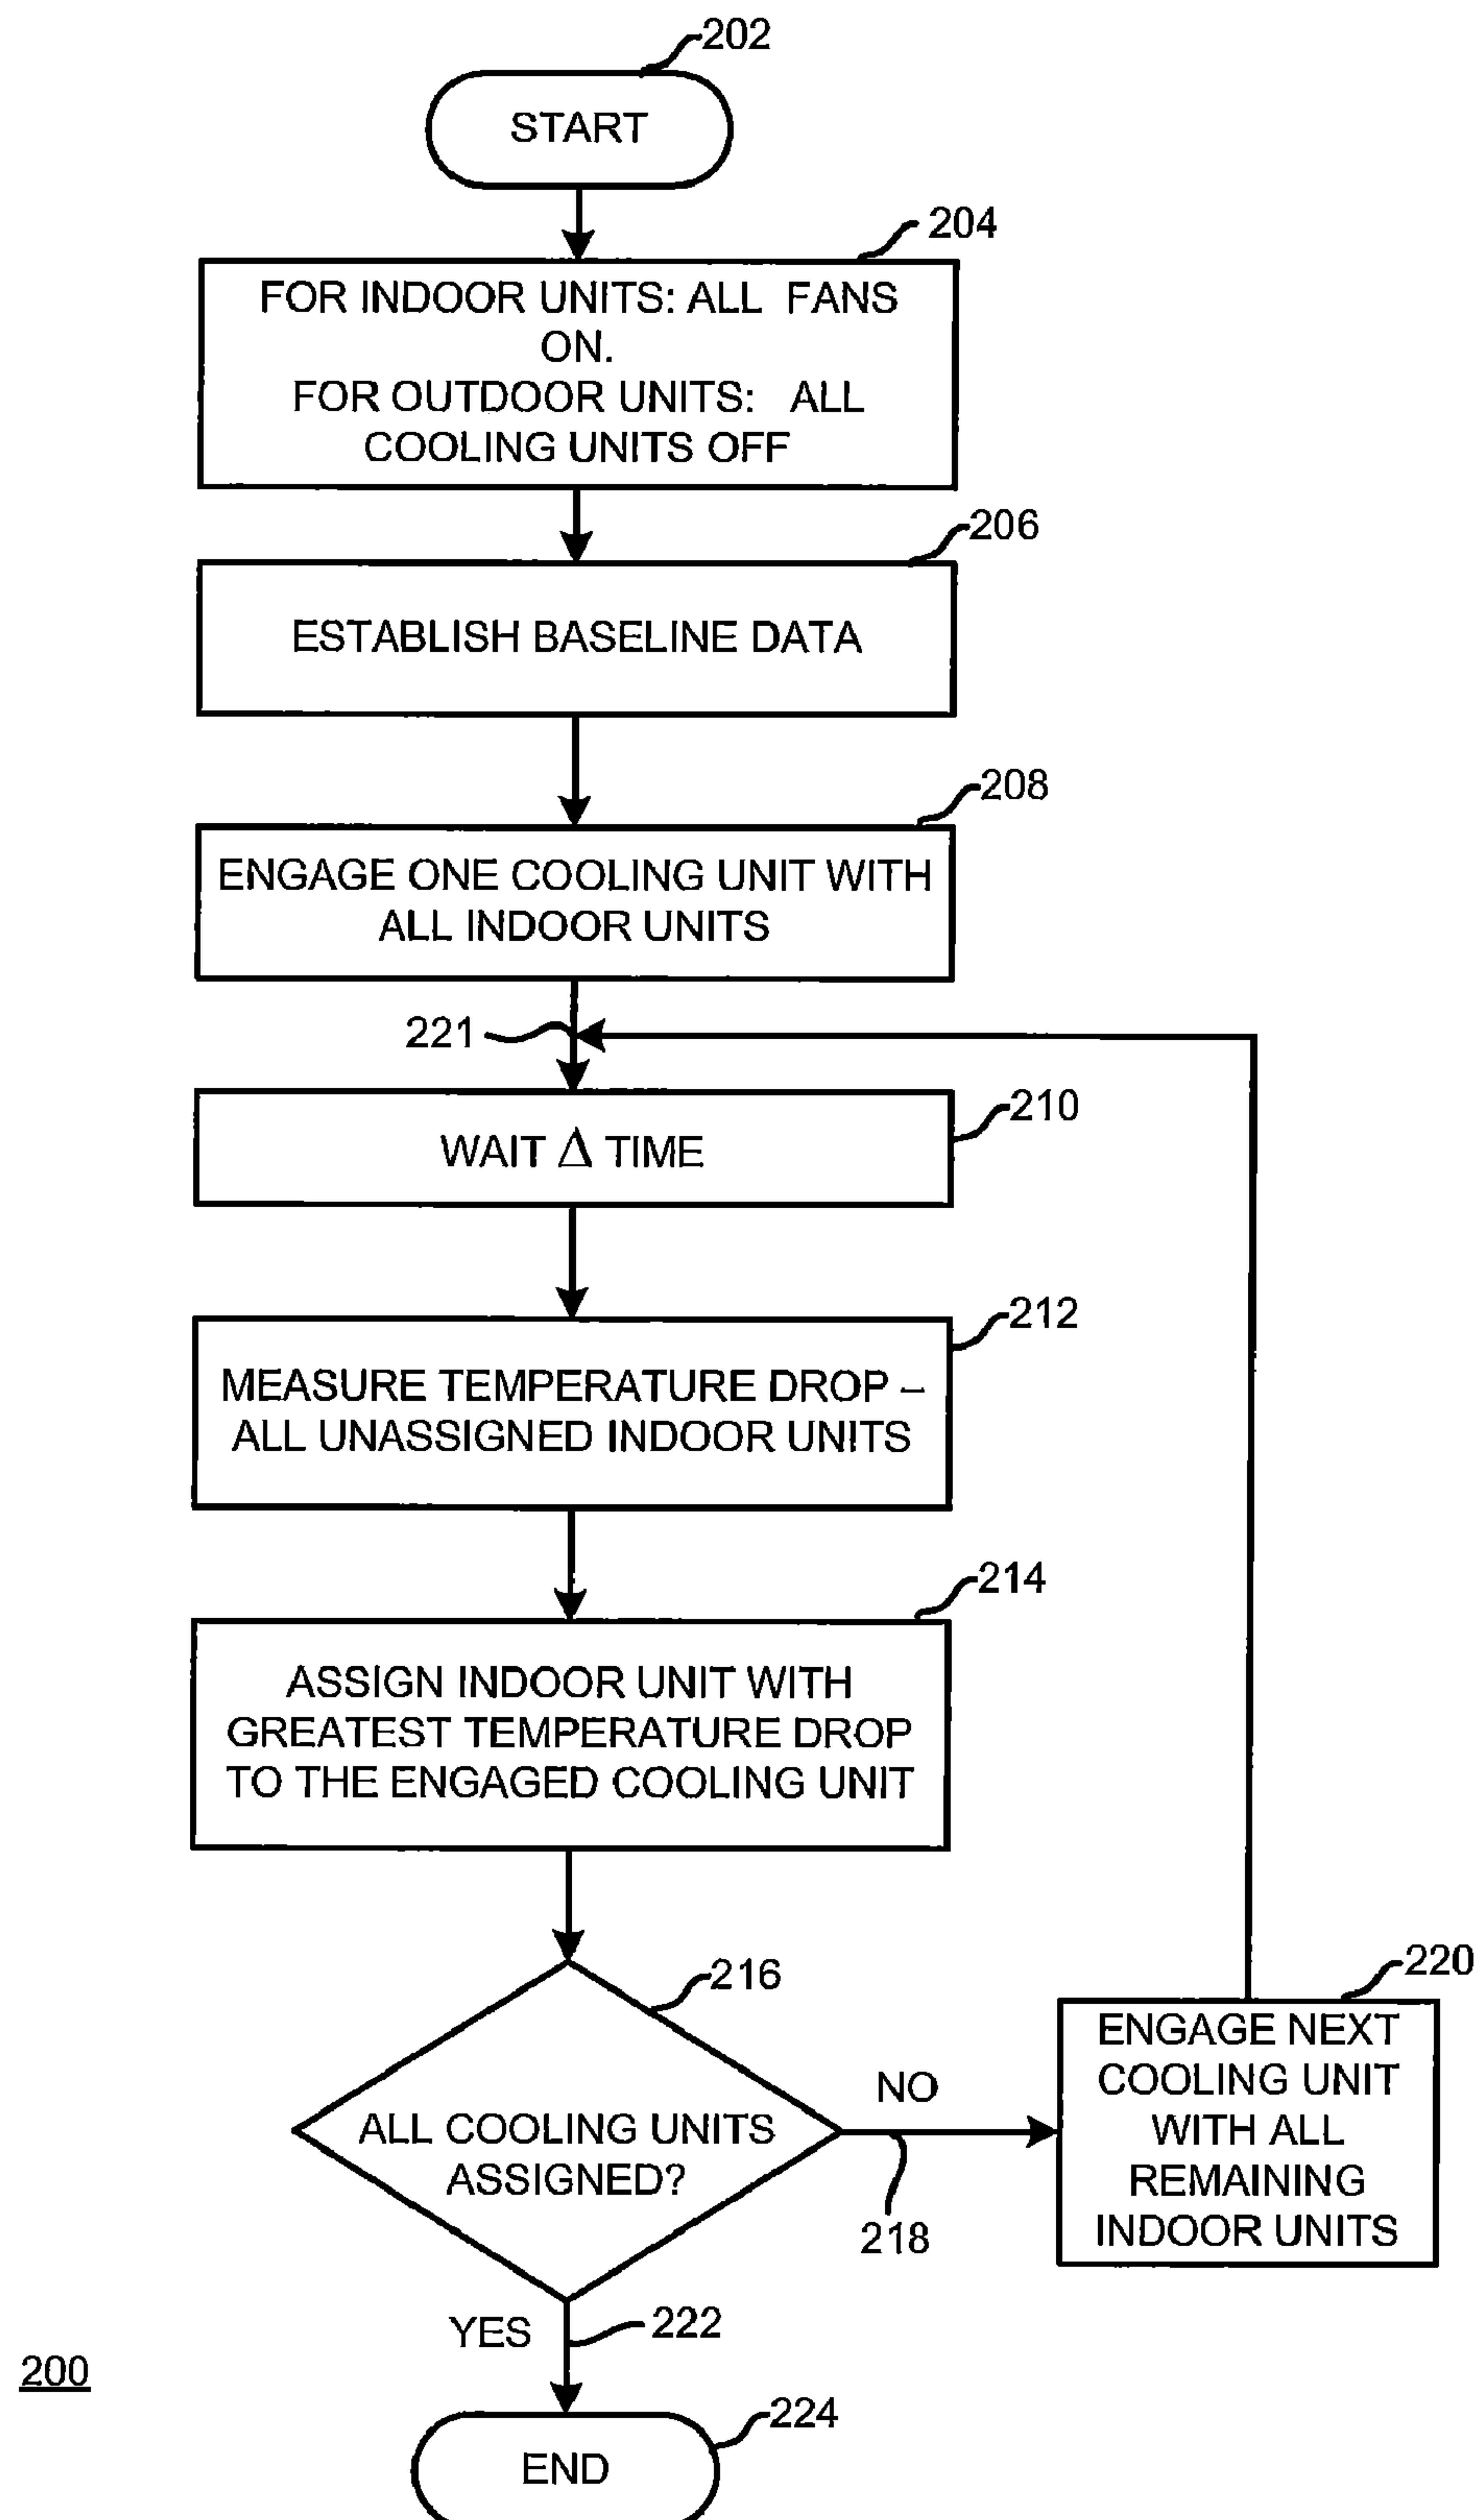 202
START
204
FOR INDOOR UNITS: ALL FANS
ON.
FOR OUTDOOR UNITS: ALL
COOLING UNITS OFF
206
ESTABLISH BASELINE DATA
208
ENGAGE ONE COOLING UNIT WITH
ALL INDOOR UNITS
221
210
WAIT Δ TIME
212
MEASURE TEMPERATURE DROP –
ALL UNASSIGNED INDOOR UNITS
214
ASSIGN INDOOR UNIT WITH
GREATEST TEMPERATURE DROP
TO THE ENGAGED COOLING UNIT
216
ALL COOLING UNITS
ASSIGNED?
NO
218
220
ENGAGE NEXT
COOLING UNIT
WITH ALL
REMAINING
INDOOR UNITS
YES
222
200
224
END